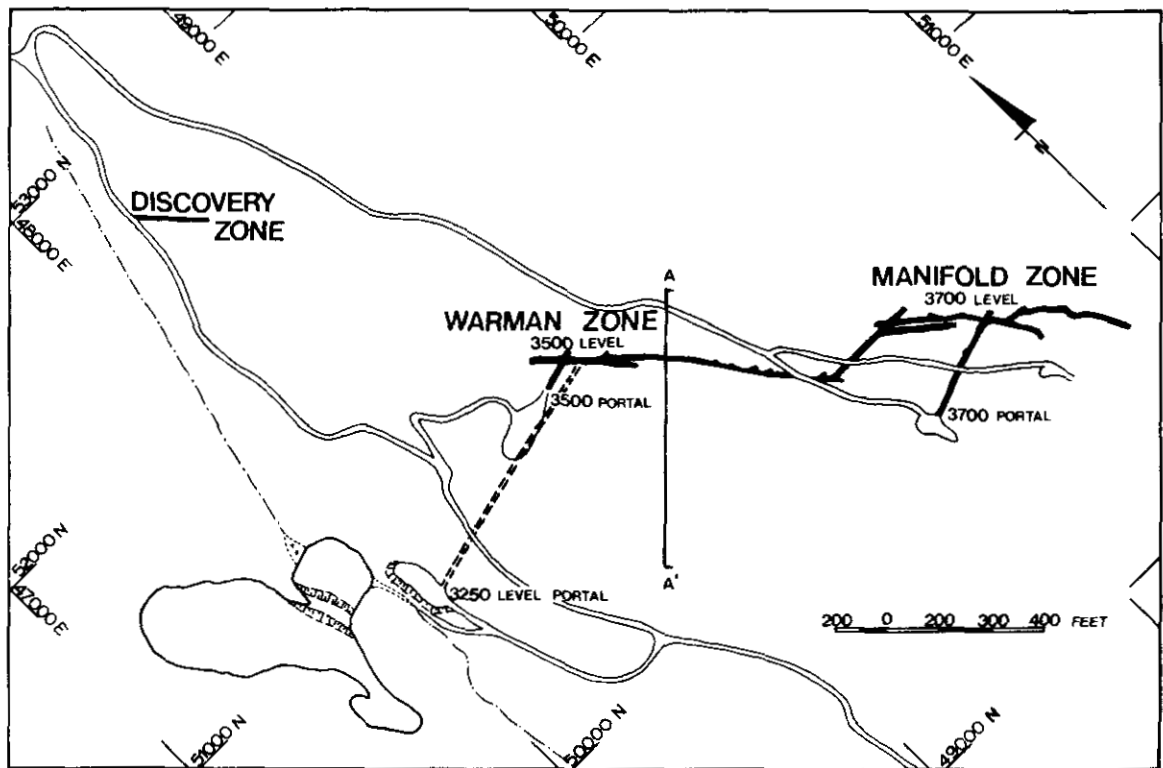 49000 E
50000 E
51000 E
N
53000 N
48000 E
DISCOVERY
ZONE
A
MANIFOLD ZONE
3700 LEVEL
WARMAN ZONE
3500 LEVEL
3500 PORTAL
3700 PORTAL
52000 N
47000 E
A'
3250 LEVEL PORTAL
200 0 200 300 400 FEET
51000 N
50000 N
49000 N